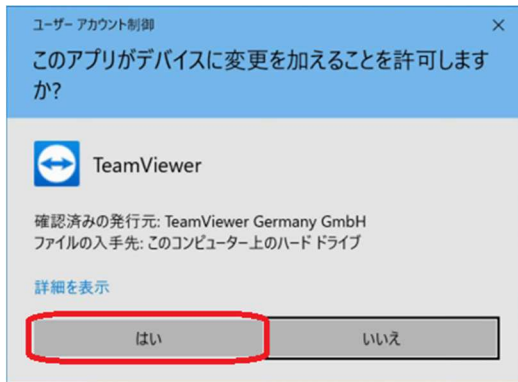 ユーザー アカウント制御
このアプリがデバイスに変更を加えることを許可します
か?
TeamViewer
確認済みの発行元: TeamViewer Germany GmbH
ファイルの入手先: このコンピューター上のハード ドライブ
詳細を表示
はい
いいえ